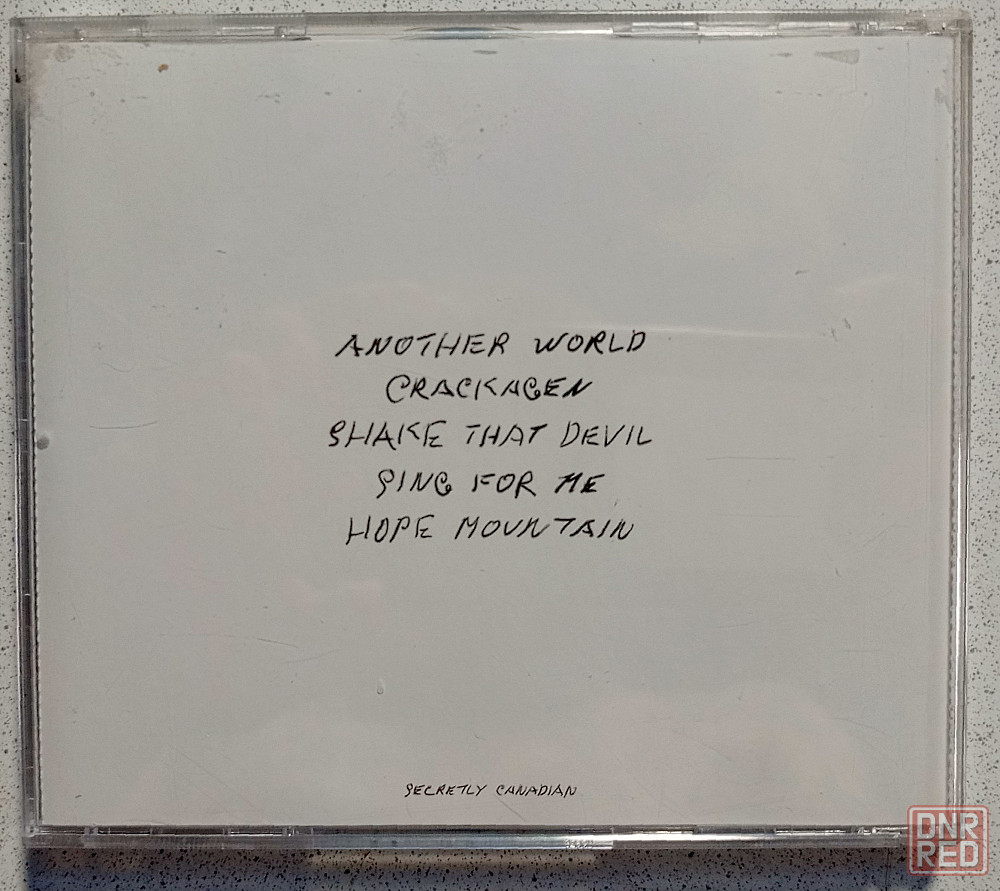 ANOTHER WORLD
CRACKAGEN
SHAKE THAT DEVIL
SING FOR ME
HOPE MOUNTAIN
SECRETLY CANADIAN
DNR
RED